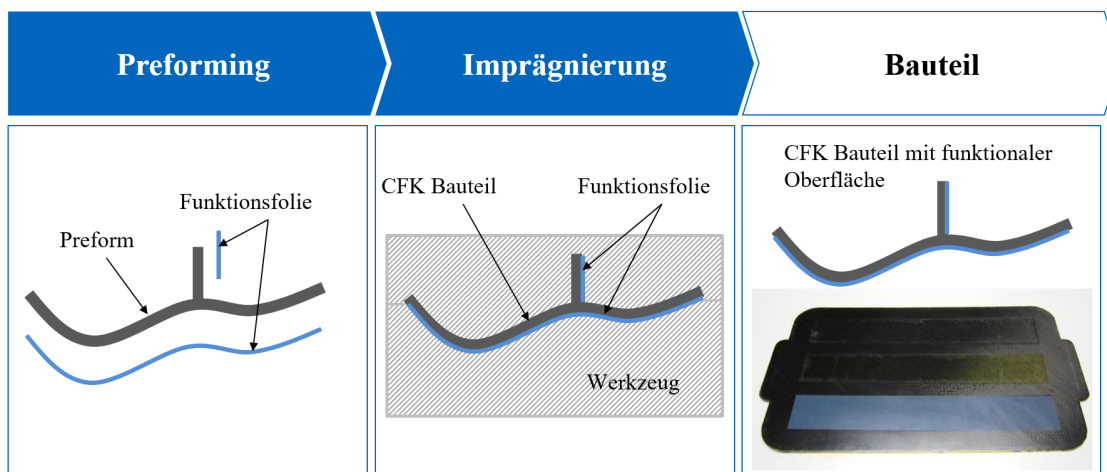 Preforming
Imprägnierung
Bauteil
Funktionsfolie
Preform
CFK Bauteil
Funktionsfolie
Werkzeug
CFK Bauteil mit funktionaler
Oberfläche